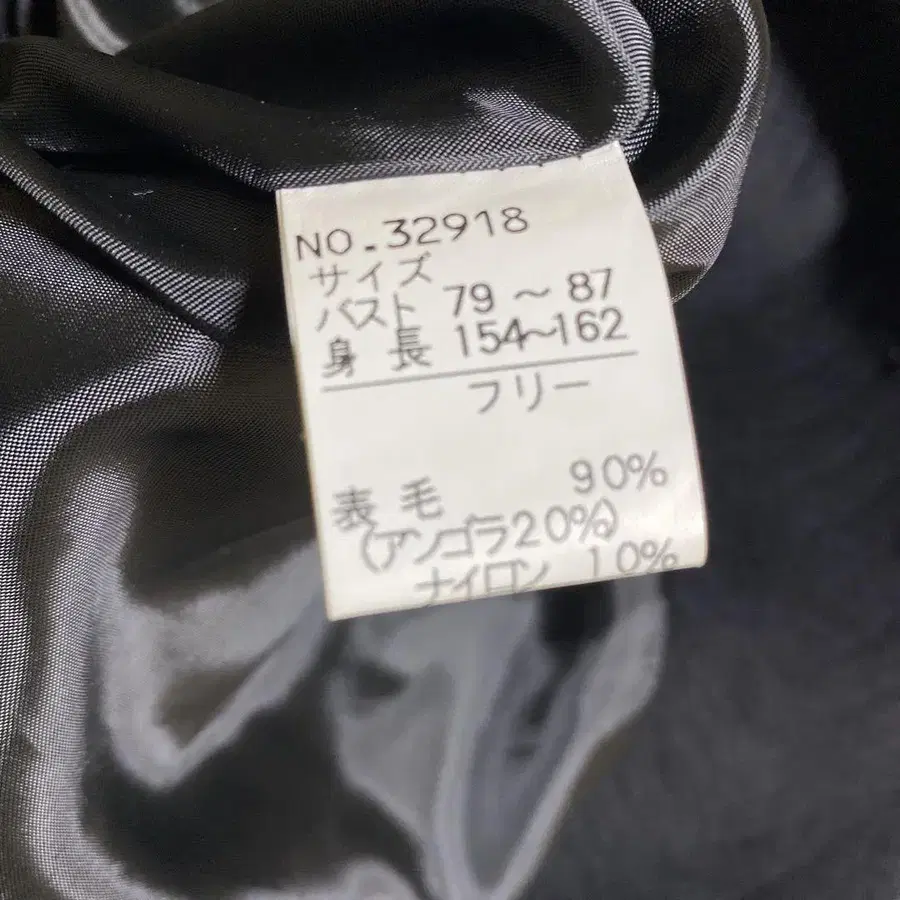 NO.32918
サイズ
バスト 79～87
身長 154～162
フリー
表 毛 90%
(アンゴラ20%)
ナイロン 10%